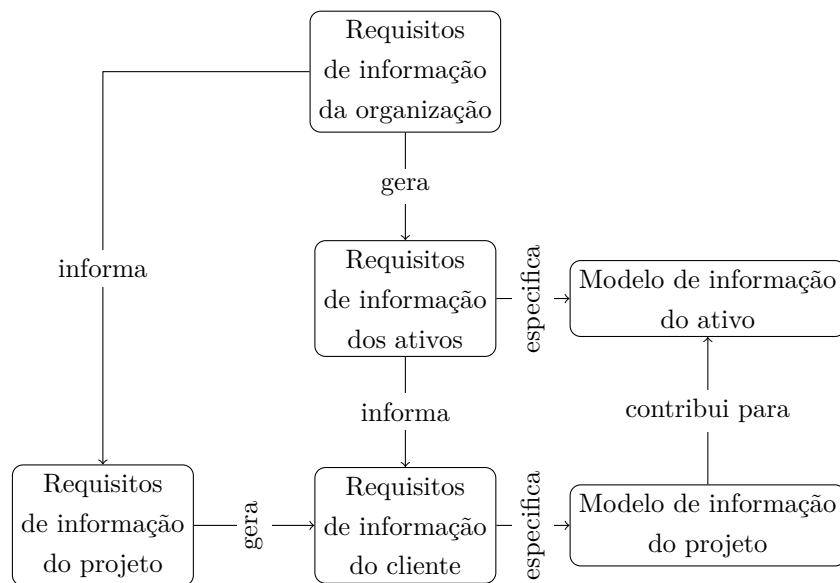 Requisitos
de informação
da organização
gera
informa
Requisitos
de informação
dos ativos
especifica
Modelo de informação
do ativo
informa
contribui para
Requisitos
de informação
do projeto
gera
Requisitos
de informação
do cliente
especifica
Modelo de informação
do projeto